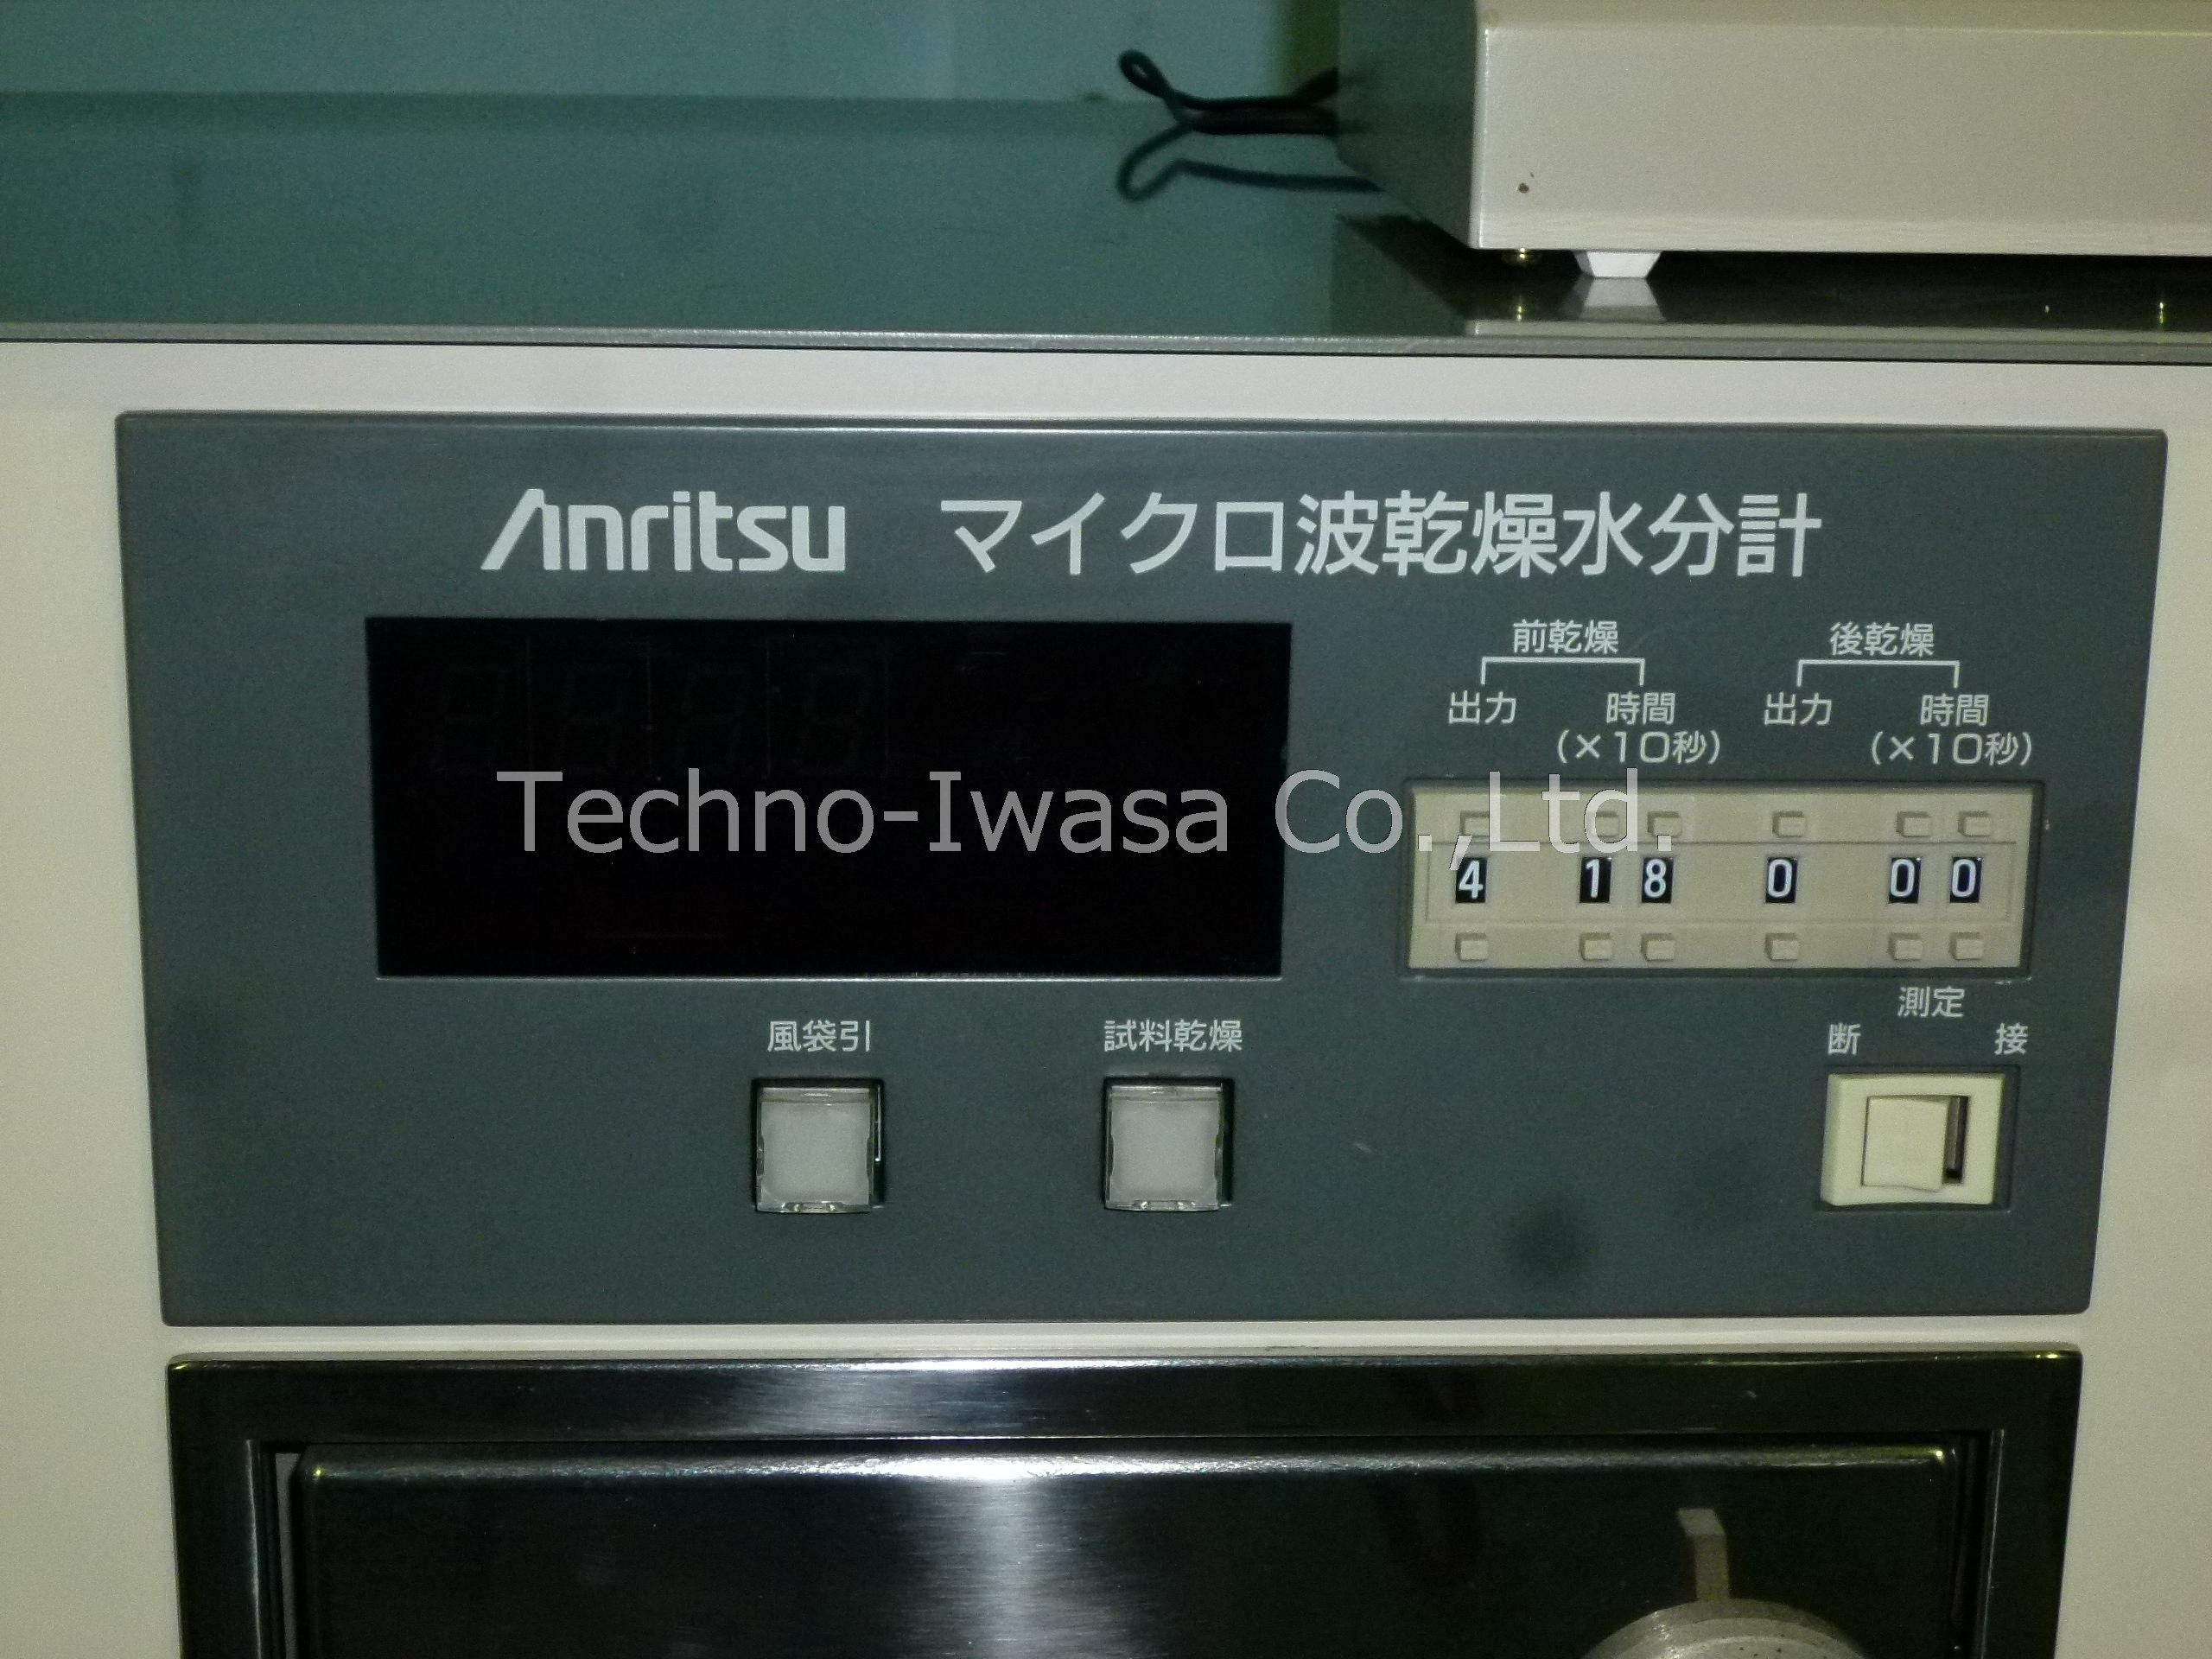 Anritsu マイクロ波乾燥水分計
前乾燥 後乾燥
出力 時間 出力 時間
(×10秒) (×10秒)
Techno-Iwasa Co.,Ltd.
4 1 8 0 0 0
測定
風袋引 試料乾燥 断 接